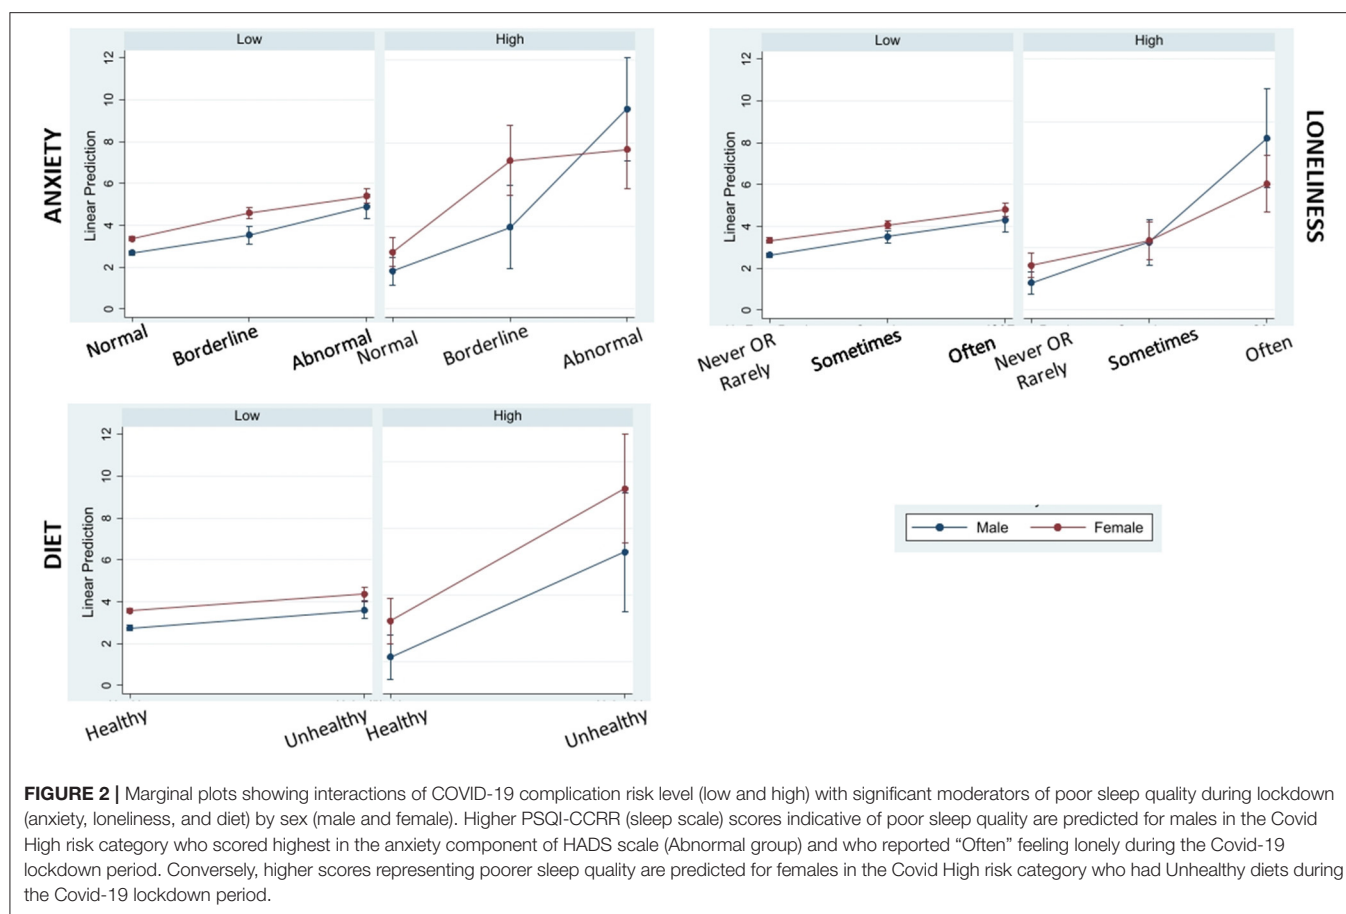 Low
High
ANXIETY
Linear Prediction
12
10
8
6
4
2
0
Normal
Borderline
Abnormal
Normal
Borderline
Abnormal
Low
High
LONELINESS
Linear Prediction
12
10
8
6
4
2
0
Never OR
Rarely
Sometimes
Often
Never OR
Rarely
Sometimes
Often
Low
High
DIET
Linear Prediction
12
10
8
6
4
2
0
Healthy
Unhealthy
Healthy
Unhealthy
Male
Female
FIGURE 2 | Marginal plots showing interactions of COVID-19 complication risk level (low and high) with significant moderators of poor sleep quality during lockdown
(anxiety, loneliness, and diet) by sex (male and female). Higher PSQI-CCRR (sleep scale) scores indicative of poor sleep quality are predicted for males in the Covid
High risk category who scored highest in the anxiety component of HADS scale (Abnormal group) and who reported “Often” feeling lonely during the Covid-19
lockdown period. Conversely, higher scores representing poorer sleep quality are predicted for females in the Covid High risk category who had Unhealthy diets during
the Covid-19 lockdown period.